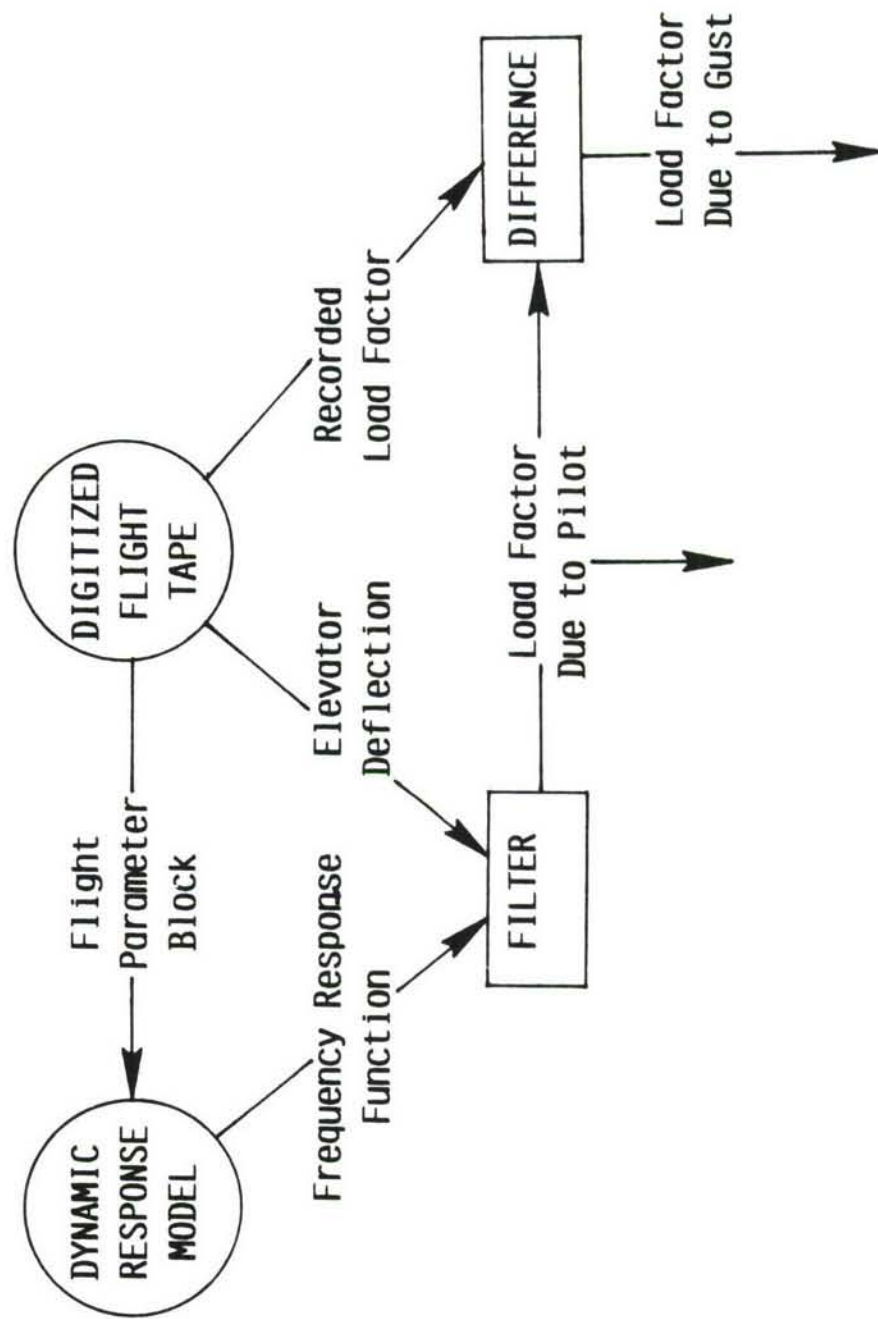 DYNAMIC
RESPONSE
MODEL
Flight
Parameter
Block
DIGITIZED
FLIGHT
TAPE
Frequency Response
Function
Elevator
Deflection
Recorded
Load Factor
FILTER
Load Factor
Due to Pilot
DIFFERENCE
Load Factor
Due to Gust